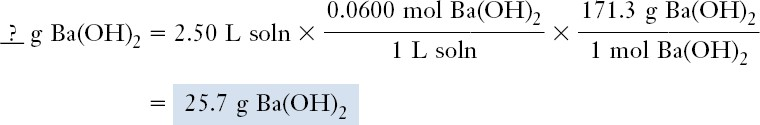 ? g Ba(OH)₂ = 2.50 L soln × 0.0600 mol Ba(OH)₂ / 1 L soln × 171.3 g Ba(OH)₂ / 1 mol Ba(OH)₂
= 25.7 g Ba(OH)₂